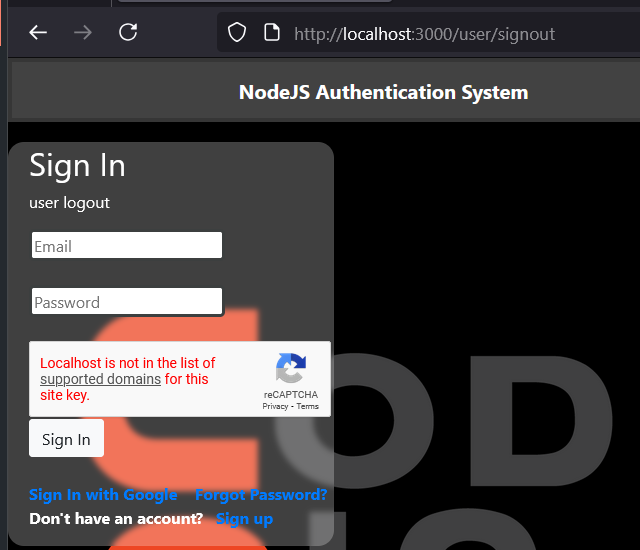 http://localhost:3000/user/signout
NodeJS Authentication System
Sign In
user logout
Email
Password
Localhost is not in the list of
supported domains for this
site key.
reCAPTCHA
Privacy - Terms
Sign In
Sign In with Google Forgot Password?
Don't have an account? Sign up